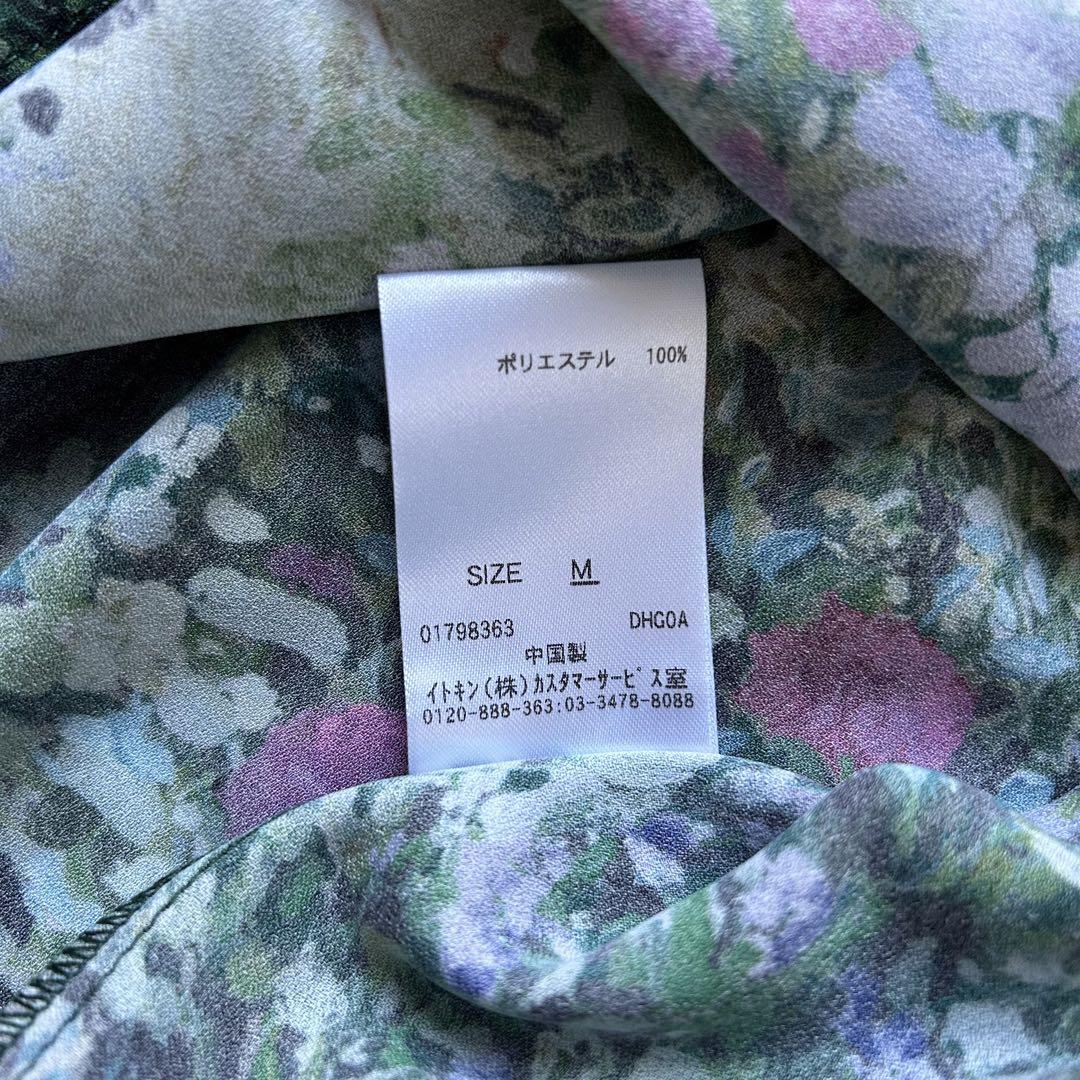 ポリエステル 100%
SIZE M
01798363 DHG0A
中国製
イトキン(株)カスタマーサービス室
0120-888-363:03-3478-8088